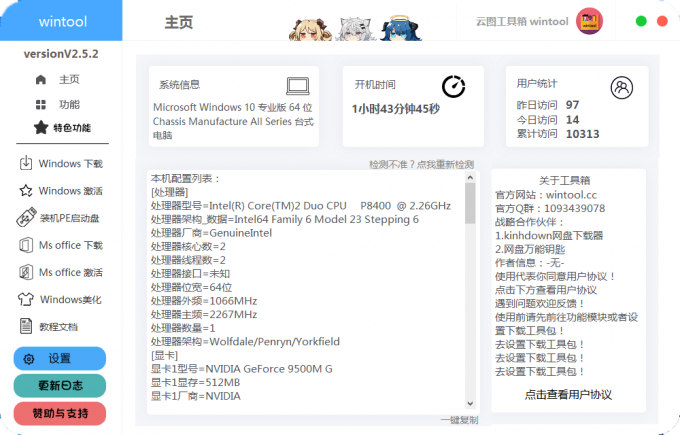 wintool
主页
云图工具箱 wintool
versionV2.5.2
主页
功能
特色功能
Windows 下载
Windows 激活
装机PE启动盘
Ms office 下载
Ms office 激活
Windows美化
教程文档
设置
更新日志
赞助与支持
系统信息
Microsoft Windows 10 专业版 64 位
Chassis Manufacture All Series 台式
电脑
开机时间
1小时43分钟45秒
用户统计
昨日访问 97
今日访问 14
累计访问 10313
检测不准？点我重新检测
本机配置列表：
[处理器]
处理器型号=Intel(R) Core(TM)2 Duo CPU     P8400  @ 2.26GHz
处理器架构_数据=Intel64 Family 6 Model 23 Stepping 6
处理器厂商=GenuineIntel
处理器核心数=2
处理器线程数=2
处理器接口=未知
处理器位宽=64位
处理器外频=1066MHz
处理器主频=2267MHz
处理器数量=1
处理器架构=Wolfdale/Penryn/Yorkfield
[显卡]
显卡1型号=NVIDIA GeForce 9500M G
显卡1显存=512MB
显卡1厂商=NVIDIA
一键复制
关于工具箱
官方网站：wintool.cc
官方Q群：1093439078
战略合作伙伴：
1.kinhdown网盘下载器
2.网盘万能钥匙
作者信息：-无-
使用代表你同意用户协议！
点击下方查看用户协议
遇到问题欢迎反馈！
使用前请先前往功能模块或者设
置下载工具包！
去设置下载工具包！
去设置下载工具包！
去设置下载工具包！
点击查看用户协议